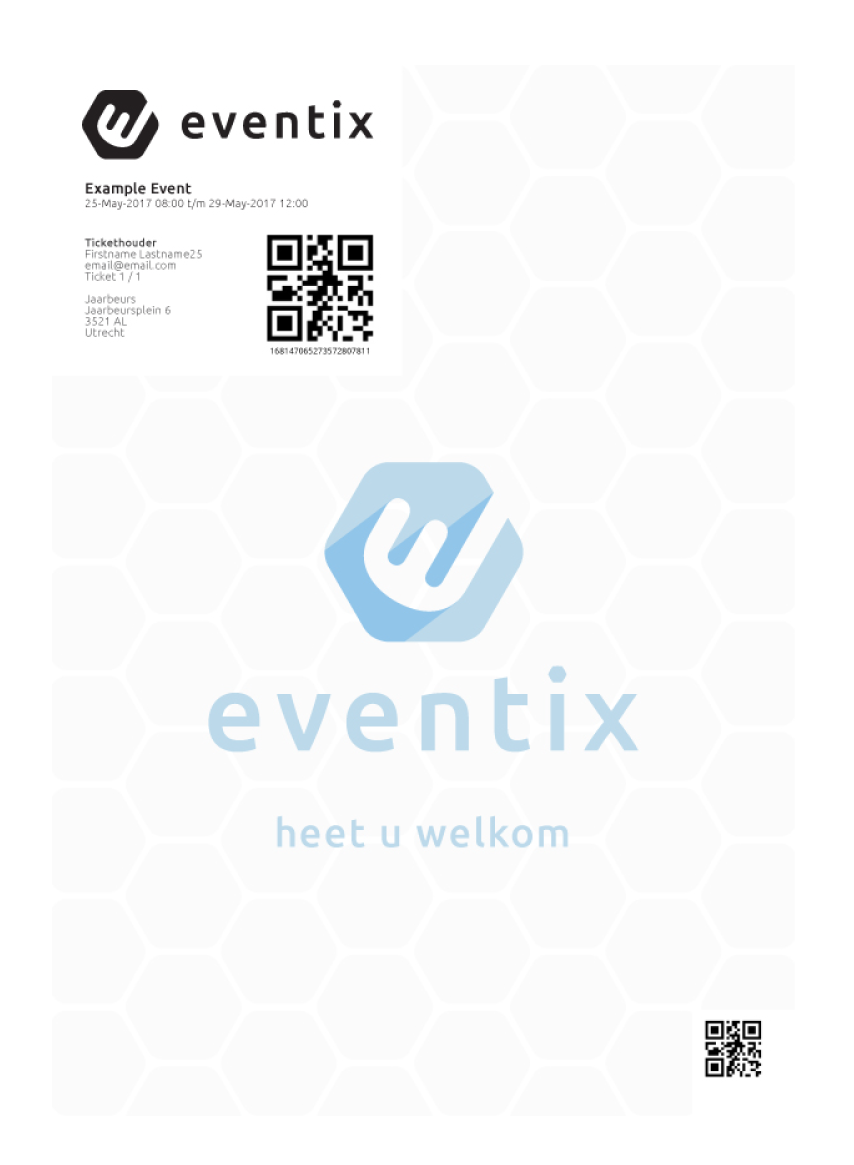 eventix
Example Event
25-May-2017 08:00 t/m 29-May-2017 12:00
Tickethouder
Firstname Lastname25
email@email.com
Ticket 1 / 1
Jaarbeurs
Jaarbeursplein 6
3521 AL
Utrecht
168147065273572807811
eventix
heet u welkom